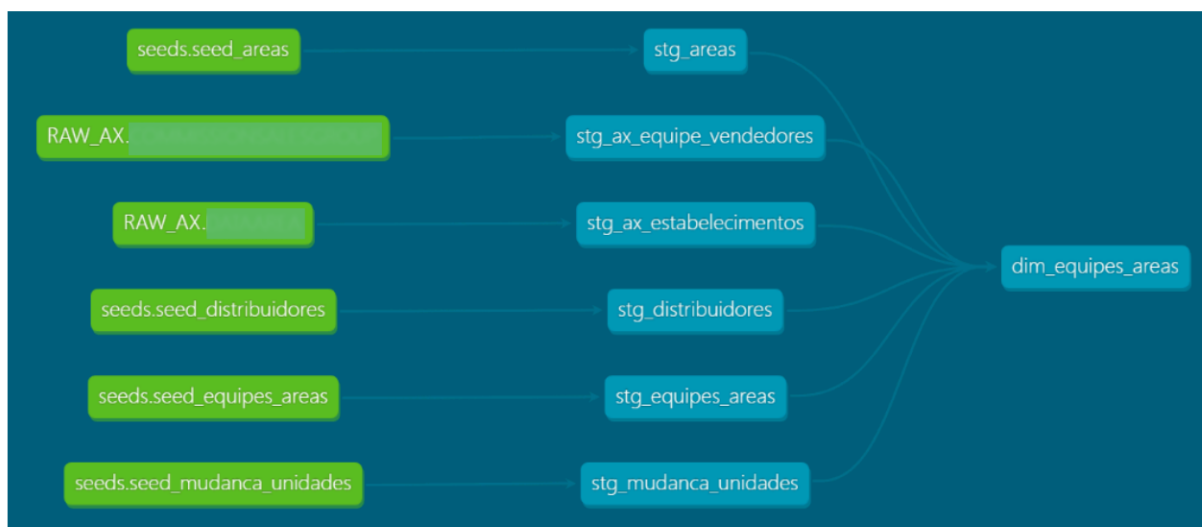 seeds.seed_areas
stg_areas
RAW_AX.
stg_ax_equipe_vendedores
RAW_AX.
stg_ax_estabelecimentos
dim_equipes_areas
seeds.seed_distribuidores
stg_distribuidores
seeds.seed_equipes_areas
stg_equipes_areas
seeds.seed_mudanca_unidades
stg_mudanca_unidades